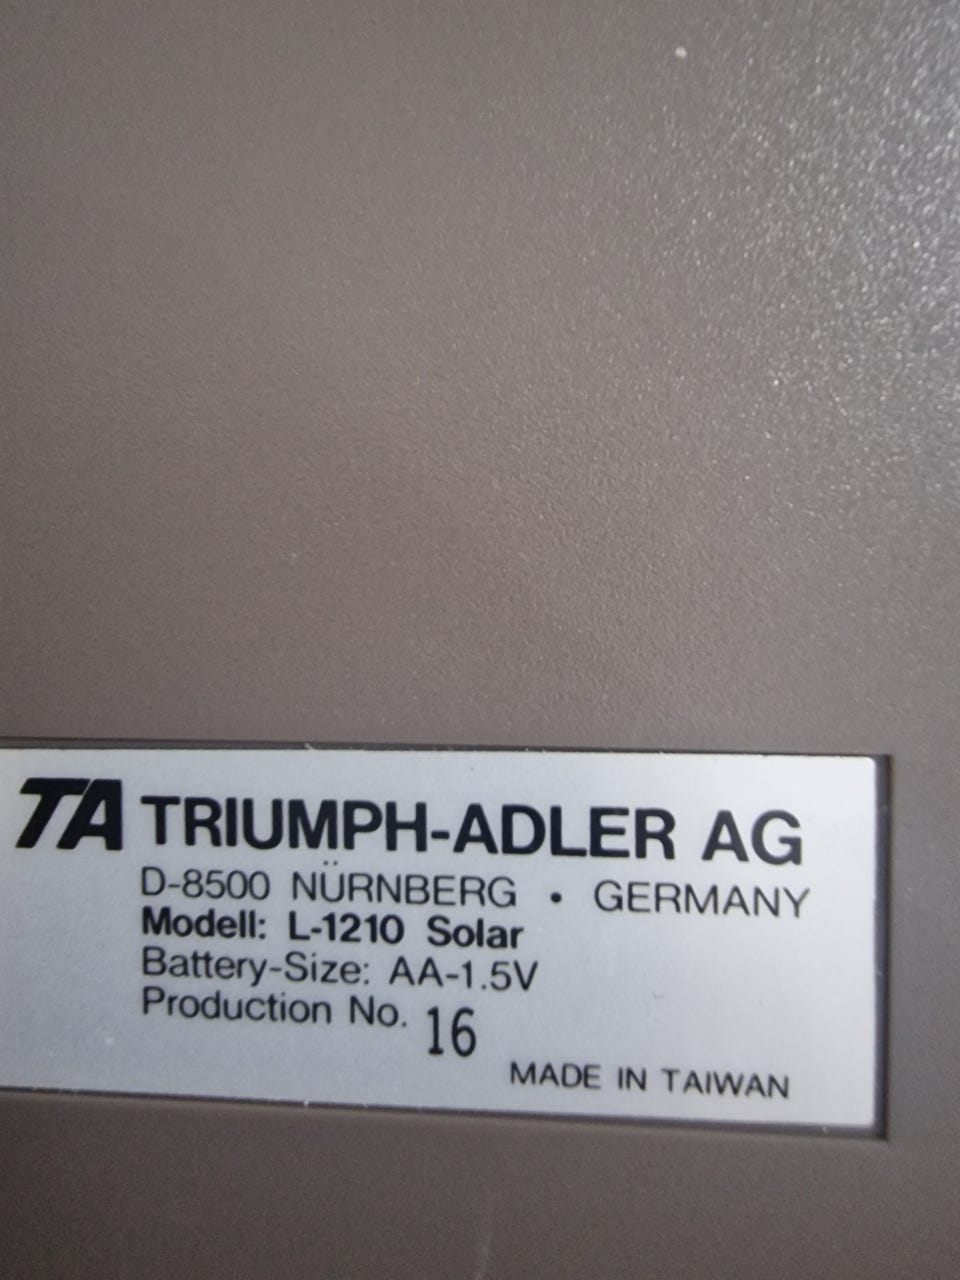 TA TRIUMPH-ADLER AG
D-8500 NÜRNBERG • GERMANY
Modell: L-1210 Solar
Battery-Size: AA-1.5V
Production No. 16
MADE IN TAIWAN